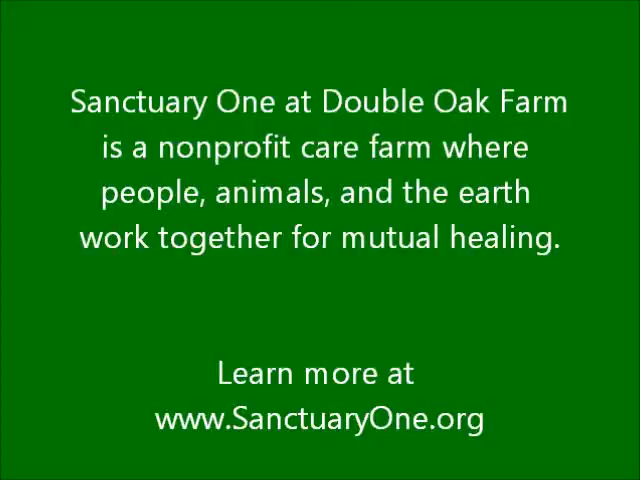 Sanctuary One at Double Oak Farm
is a nonprofit care farm where
people, animals, and the earth
work together for mutual healing.
Learn more at
www.SanctuaryOne.org